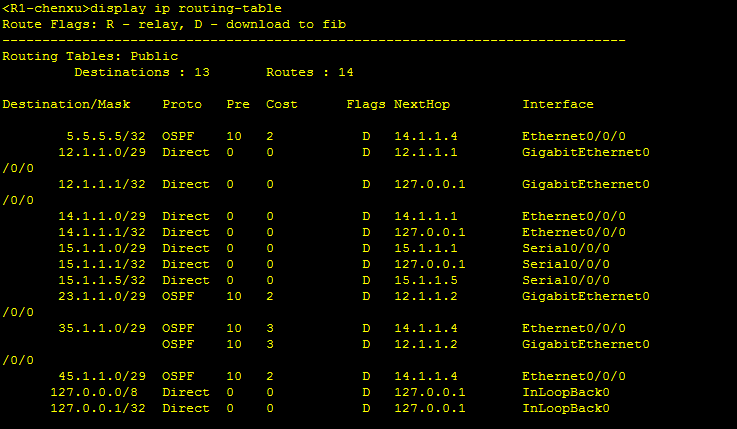 <R1-chenxu>display ip routing-table
Route Flags: R - relay, D - download to fib
------------------------------------------------------------------------------
Routing Tables: Public
         Destinations : 13       Routes : 14

Destination/Mask    Proto  Pre  Cost      Flags NextHop         Interface

        5.5.5.5/32  OSPF   10   2           D   14.1.1.4        Ethernet0/0/0
       12.1.1.0/29  Direct 0    0           D   12.1.1.1        GigabitEthernet0
/0/0
       12.1.1.1/32  Direct 0    0           D   127.0.0.1       GigabitEthernet0
/0/0
       14.1.1.0/29  Direct 0    0           D   14.1.1.1        Ethernet0/0/0
       14.1.1.1/32  Direct 0    0           D   127.0.0.1       Ethernet0/0/0
       15.1.1.0/29  Direct 0    0           D   15.1.1.1        Serial0/0/0
       15.1.1.1/32  Direct 0    0           D   127.0.0.1       Serial0/0/0
       15.1.1.5/32  Direct 0    0           D   15.1.1.5        Serial0/0/0
       23.1.1.0/29  OSPF   10   2           D   12.1.1.2        GigabitEthernet0
/0/0
       35.1.1.0/29  OSPF   10   3           D   14.1.1.4        Ethernet0/0/0
                    OSPF   10   3           D   12.1.1.2        GigabitEthernet0
/0/0
       45.1.1.0/29  OSPF   10   2           D   14.1.1.4        Ethernet0/0/0
      127.0.0.0/8   Direct 0    0           D   127.0.0.1       InLoopBack0
      127.0.0.1/32  Direct 0    0           D   127.0.0.1       InLoopBack0